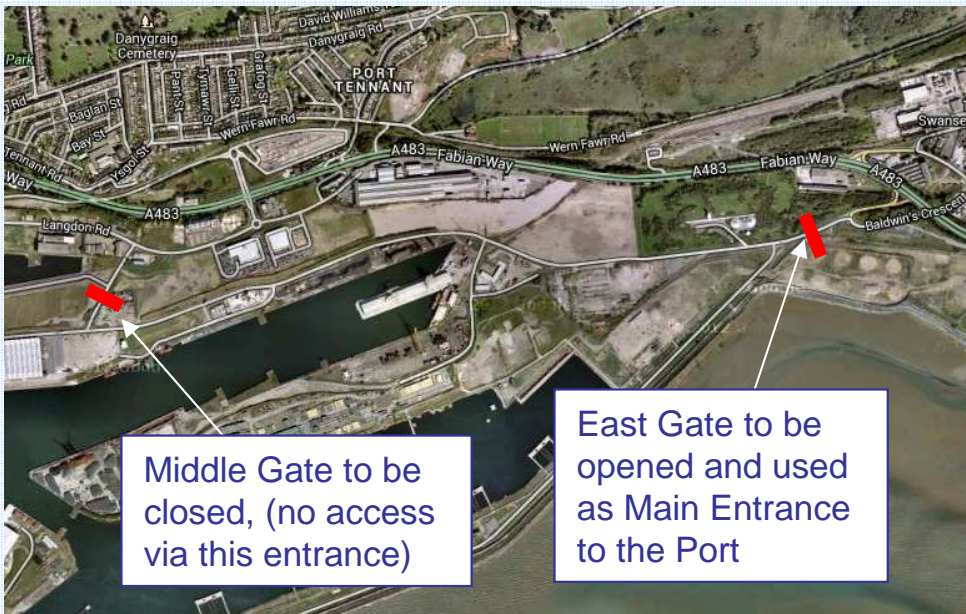 David Williams
Danygraig
Cemetery
Danygraig Rd
Park
Grafog St
Gelli St
Tymawr St
Pant St
PORT
TENNANT
Baglan St
Bay St
Wern Fawr Rd
Wern Fawr Rd
Swanse
Ysgol St
Tennant Rd
Way
A483
Fabian Way
A483
Fabian Way
A483
A483
Langdon Rd
Baldwin's Crescent
Middle Gate to be
closed, (no access
via this entrance)
East Gate to be
opened and used
as Main Entrance
to the Port